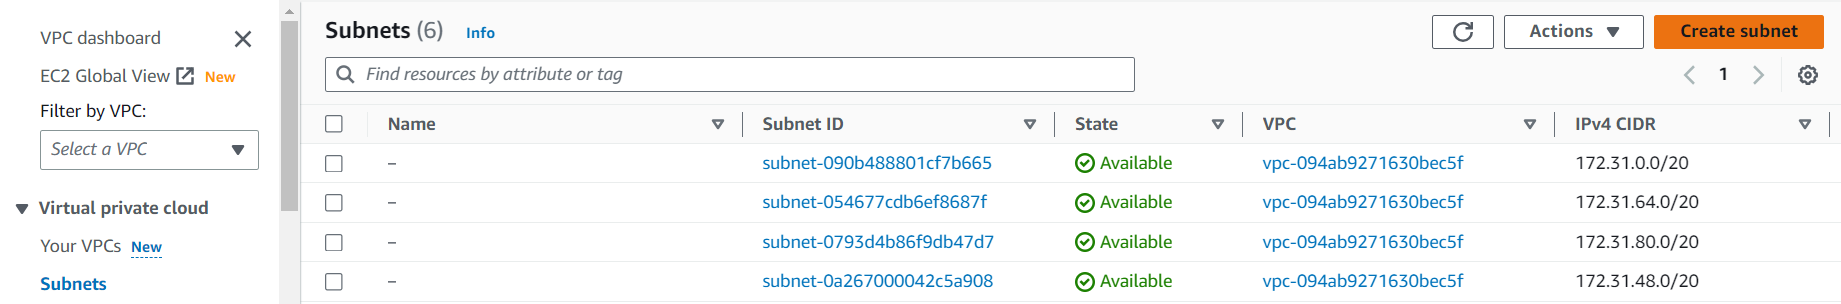 VPC dashboard
EC2 Global View New
Filter by VPC:
Select a VPC
Virtual private cloud
Your VPCs New
Subnets
Subnets (6) Info
Actions
Create subnet
Find resources by attribute or tag
1
Name Subnet ID State VPC IPv4 CIDR
– subnet-090b488801cf7b665 Available vpc-094ab9271630bec5f 172.31.0.0/20
– subnet-054677cdb6ef8687f Available vpc-094ab9271630bec5f 172.31.64.0/20
– subnet-0793d4b86f9db47d7 Available vpc-094ab9271630bec5f 172.31.80.0/20
– subnet-0a267000042c5a908 Available vpc-094ab9271630bec5f 172.31.48.0/20